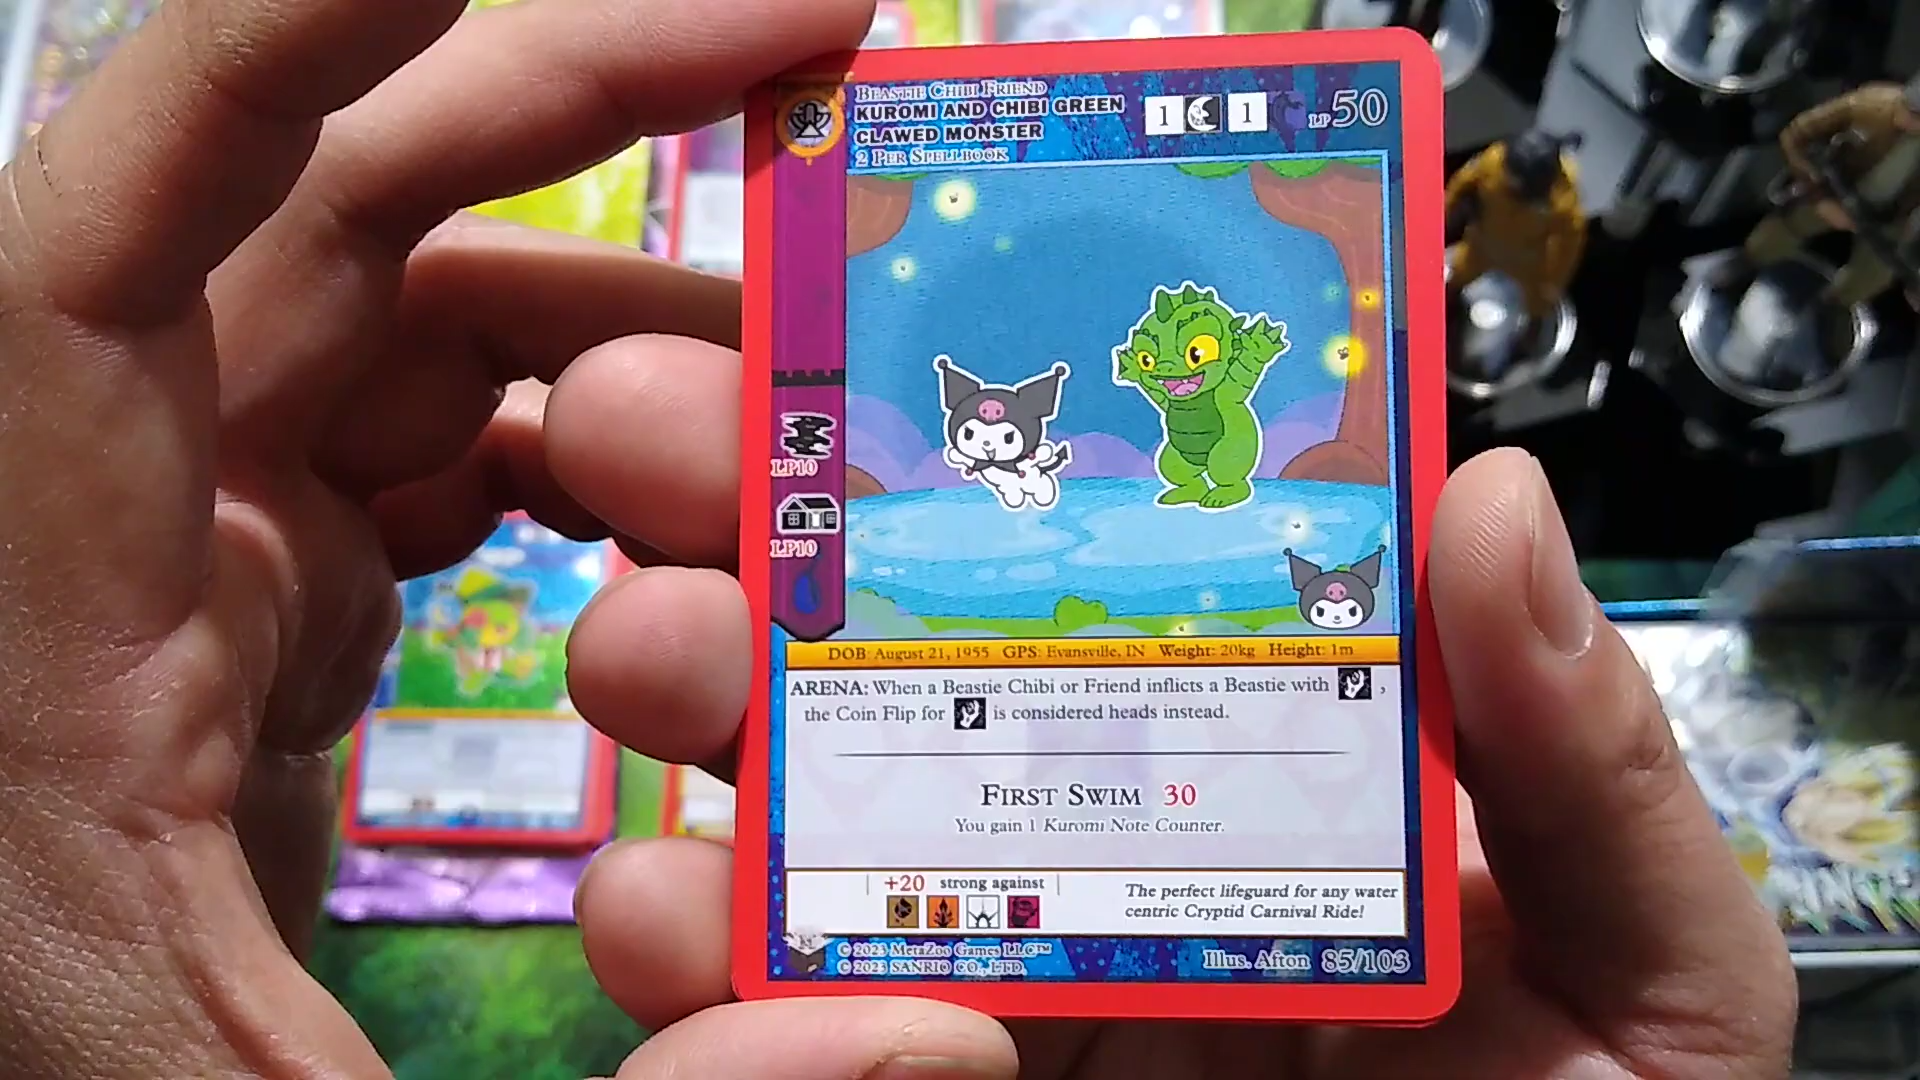 BEASTIE CHIBI FRIEND
KUROMI AND CHIBI GREEN
CLAWED MONSTER
2 PER SPELLBOOK
1 1 LP 50
LP10
LP10
DOB: August 21, 1955 GPS: Evansville, IN Weight: 20kg Height: 1m
ARENA: When a Beastie Chibi or Friend inflicts a Beastie with ,
the Coin Flip for is considered heads instead.
FIRST SWIM 30
You gain 1 Kuromi Note Counter.
+20 strong against
The perfect lifeguard for any water
centric Cryptid Carnival Ride!
© 2023 MetaZoo Games LLC™
© 2023 SANRIO CO., LTD.
Illus. Afton 85/103